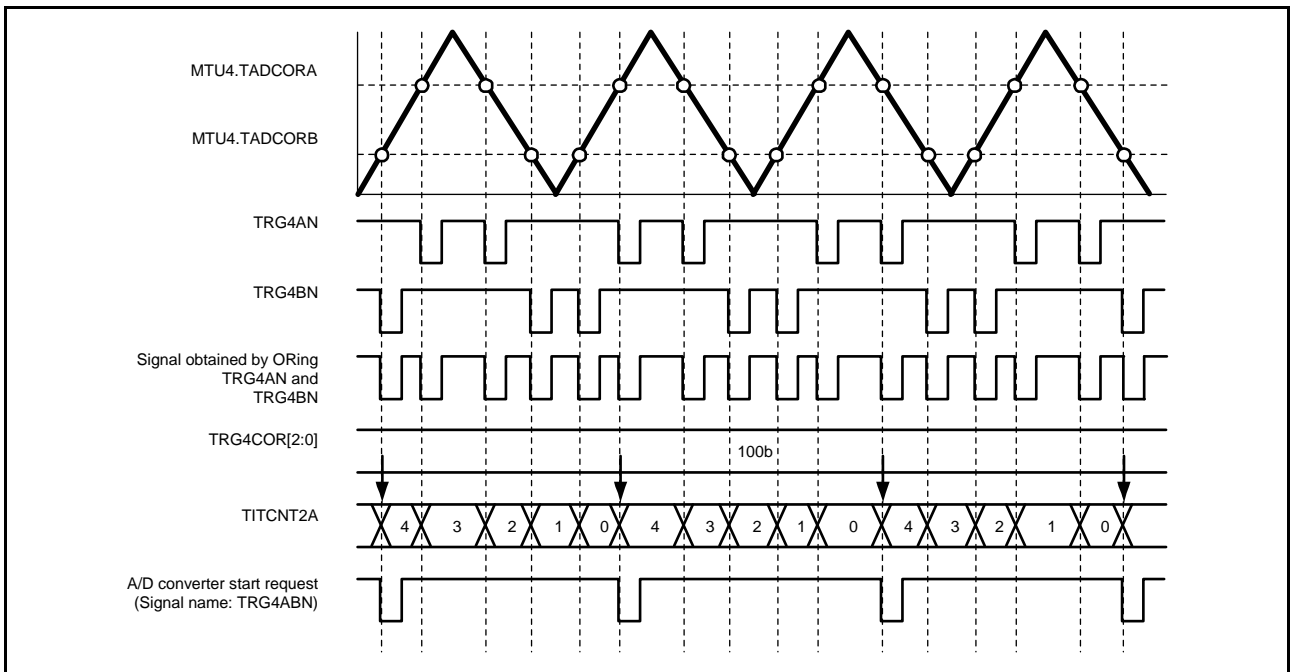 MTU4.TADCORA
MTU4.TADCORB
TRG4AN
TRG4BN
Signal obtained by ORing
TRG4AN and
TRG4BN
TRG4COR[2:0]
100b
TITCNT2A
4 3 2 1 0 4 3 2 1 0 4 3 2 1 0
A/D converter start request
(Signal name: TRG4ABN)